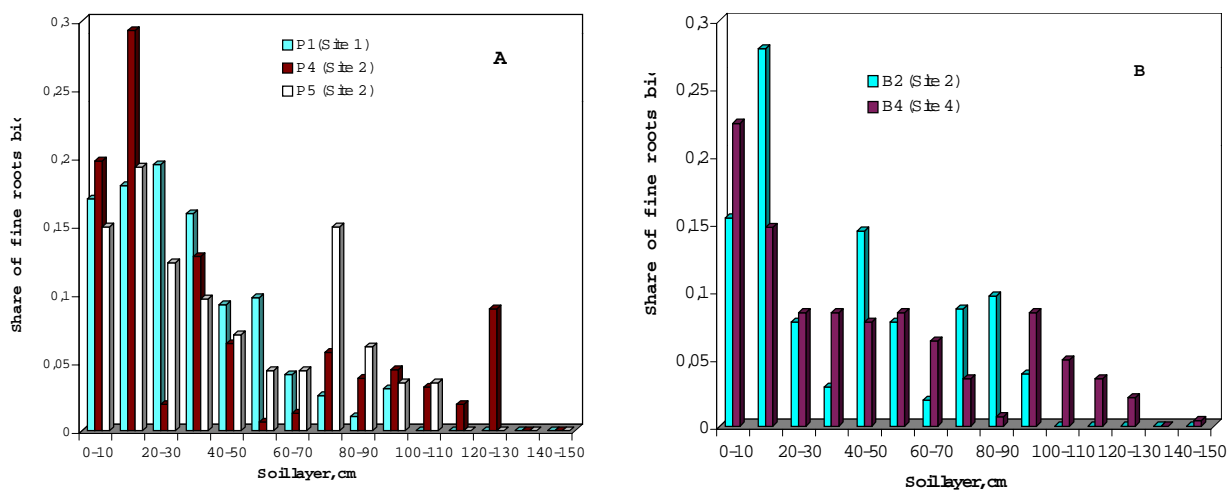 0,3
0,25
0,2
0,15
0,1
0,05
0
Share of fine roots
P1 (Site 1)
P4 (Site 2)
P5 (Site 2)
A
0-10 20-30 40-50 60-70 80-90 100-110 120-130 140-150
Soil layer, cm
0,3
0,25
0,2
0,15
0,1
0,05
0
Share of fine roots
B2 (Site 2)
B4 (Site 4)
B
0-10 20-30 40-50 60-70 80-90 100-110 120-130 140-150
Soil layer, cm